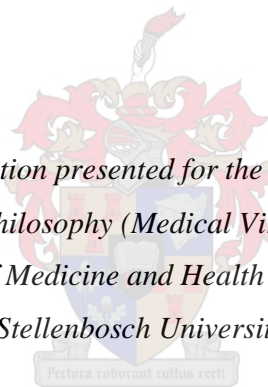 tion presented for the
hilosophy (Medical Vi
f Medicine and Health
Stellenbosch Universit
Pectora roborant cultus recti